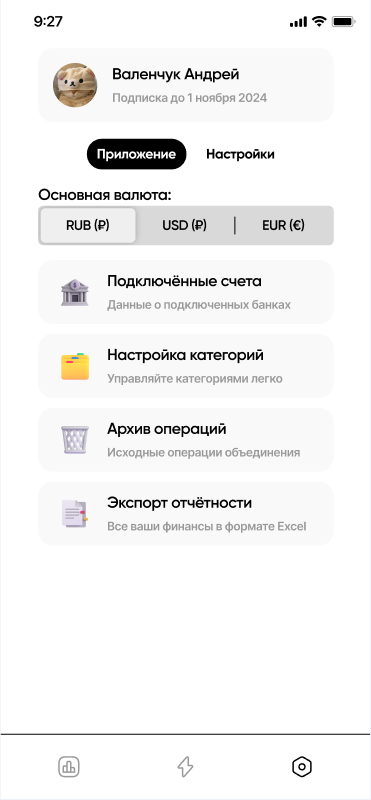 9:27
Валенчук Андрей
Подписка до 1 ноября 2024
Приложение
Настройки
Основная валюта:
RUB (₽)
USD (₽)
EUR (€)
Подключённые счета
Данные о подключенных банках
Настройка категорий
Управляйте категориями легко
Архив операций
Исходные операции объединения
Экспорт отчётности
Все ваши финансы в формате Excel